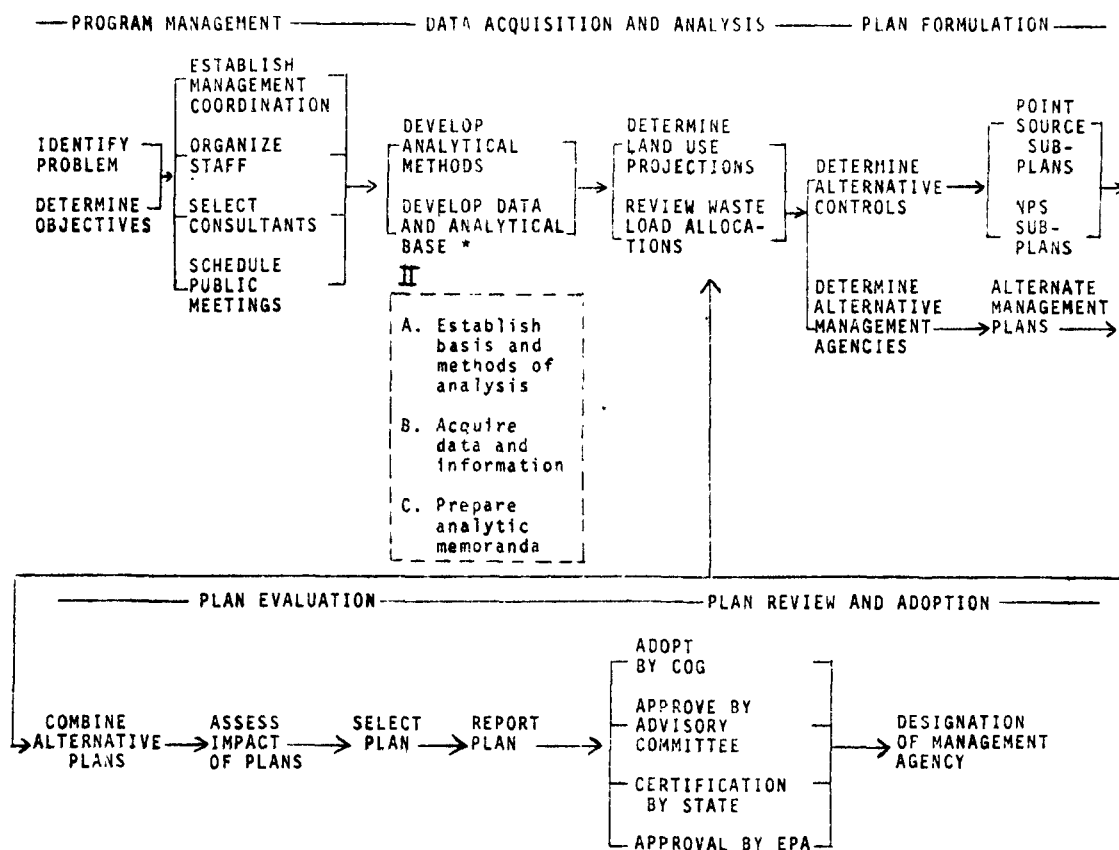 PROGRAM MANAGEMENT
DATA ACQUISITION AND ANALYSIS
PLAN FORMULATION
IDENTIFY
PROBLEM
DETERMINE
OBJECTIVES
ESTABLISH
MANAGEMENT
COORDINATION
ORGANIZE
STAFF
SELECT
CONSULTANTS
SCHEDULE
PUBLIC
MEETINGS
DEVELOP
ANALYTICAL
METHODS
DEVELOP DATA
AND ANALYTICAL
BASE *
II
A. Establish
basis and
methods of
analysis
B. Acquire
data and
information
C. Prepare
analytic
memoranda
DETERMINE
LAND USE
PROJECTIONS
REVIEW WASTE
LOAD ALLOCA-
TIONS
DETERMINE
ALTERNATIVE
CONTROLS
DETERMINE
ALTERNATIVE
MANAGEMENT
AGENCIES
POINT
SOURCE
SUB-
PLANS
NPS
SUB-
PLANS
ALTERNATE
MANAGEMENT
PLANS
PLAN EVALUATION
PLAN REVIEW AND ADOPTION
COMBINE
ALTERNATIVE
PLANS
ASSESS
IMPACT
OF PLANS
SELECT
PLAN
REPORT
PLAN
ADOPT
BY COG
APPROVE BY
ADVISORY
COMMITTEE
CERTIFICATION
BY STATE
APPROVAL BY EPA
DESIGNATION
OF MANAGEMENT
AGENCY